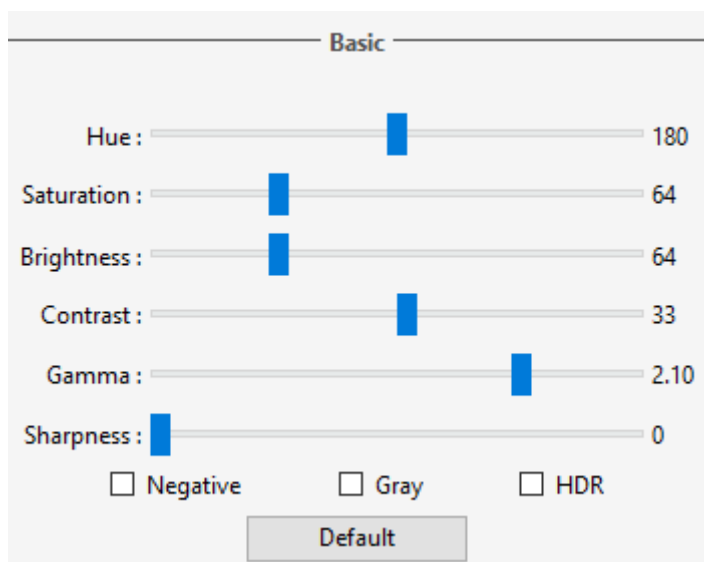 Basic
Hue : 180
Saturation : 64
Brightness : 64
Contrast : 33
Gamma : 2.10
Sharpness : 0
Negative Gray HDR
Default